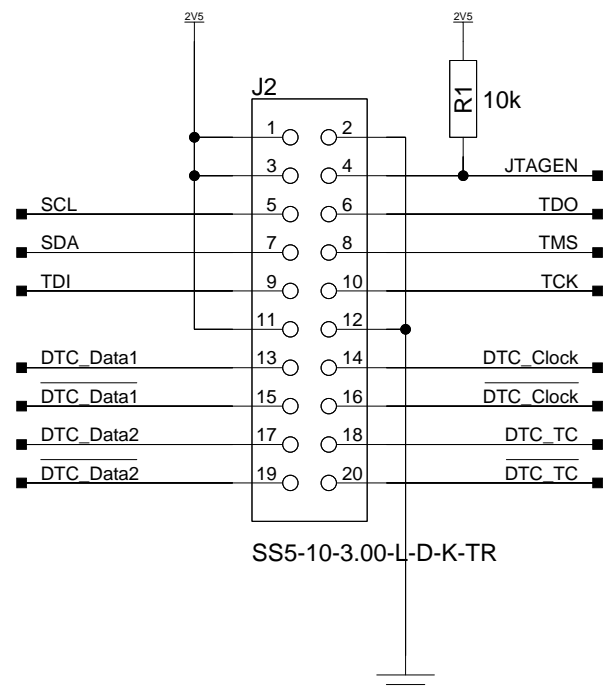 2V5 2V5
J2
R1 10k
1 2
3 4 JTAGEN
SCL 5 6 TDO
SDA 7 8 TMS
TDI 9 10 TCK
11 12
DTC_Data1 13 14 DTC_Clock
DTC_Data1 15 16 DTC_Clock
DTC_Data2 17 18 DTC_TC
DTC_Data2 19 20 DTC_TC
SS5-10-3.00-L-D-K-TR